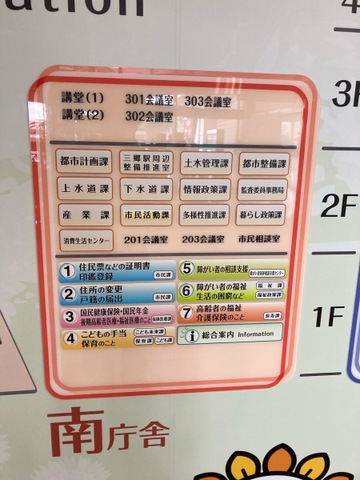 ation
4
講堂(1) 301会議室 303会議室
講堂(2) 302会議室
3F
都市計画課 三郷駅周辺整備推進室 土木管理課 都市整備課
上水道課 下水道課 情報政策課 監査委員事務局
2F
産業課 市民活動課 多様性推進課 暮らし政策課
消費生活センター 201会議室 203会議室 市民相談室
1 住民票などの証明書
印鑑登録 市民課
2 住所の変更
戸籍の届出 市民課
3 国民健康保険・国民年金
後期高齢者医療・福祉医療のこと 保険医療課
4 こどもの手当 こども未来課
保育のこと 保育課 こども課
5 障がい者の相談支援
6 障がい者の福祉 福祉課
生活の困窮など 福祉政策課
7 高齢者の福祉
介護保険のこと 長寿課
i 総合案内 Information
1F
南庁舎